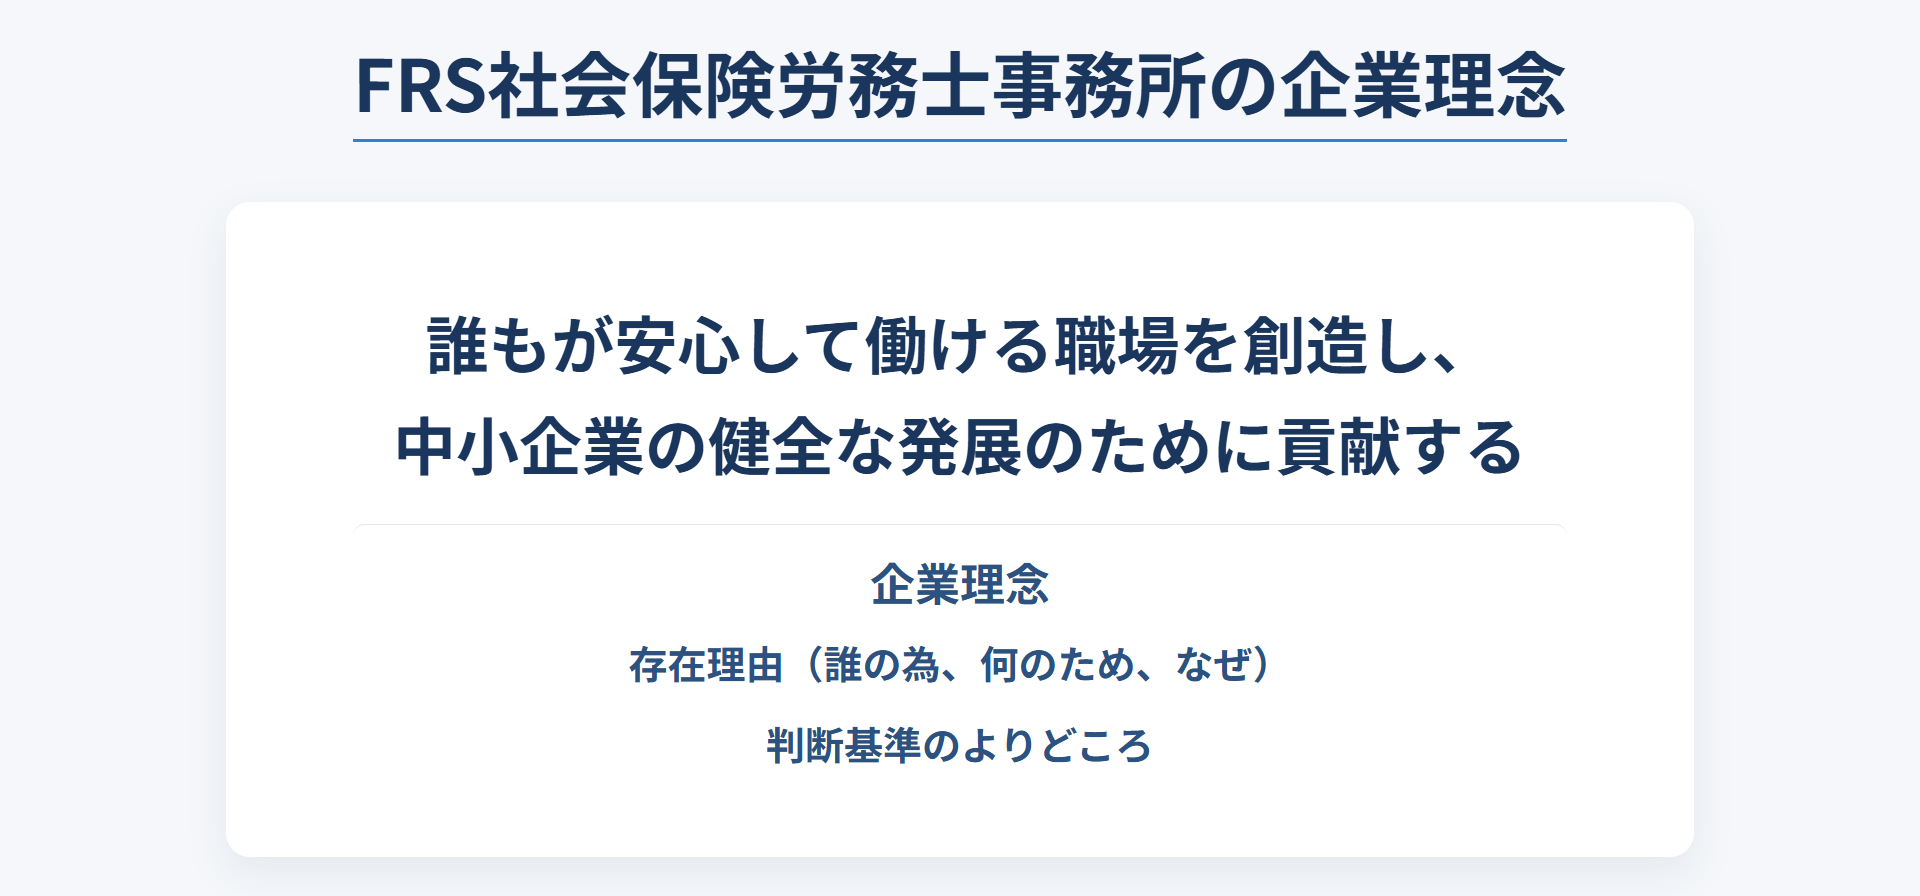 FRS社会保険労務士事務所の企業理念
誰もが安心して働ける職場を創造し、
中小企業の健全な発展のために貢献する
企業理念
存在理由（誰の為、何のため、なぜ）
判断基準のよりどころ